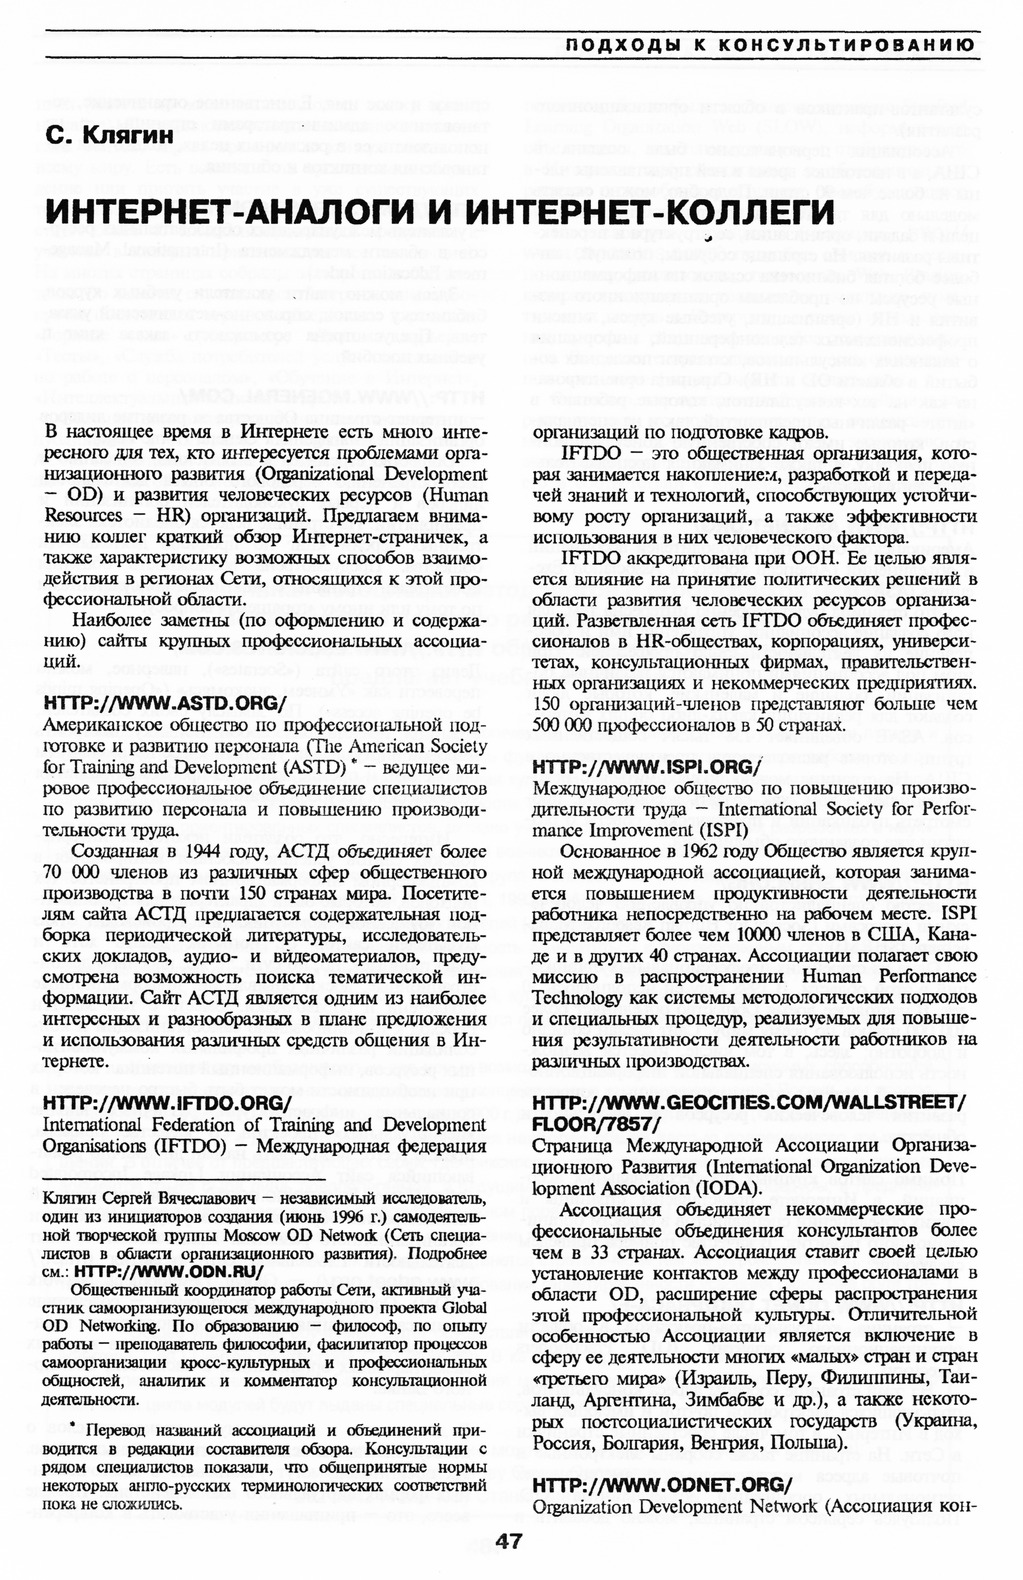 ПОДХОДЫ К КОНСУЛЬТИРОВАНИЮ
С. Клягин
ИНТЕРНЕТ-АНАЛОГИ И ИНТЕРНЕТ-КОЛЛЕГИ
В настоящее время в Интернете есть много инте-
ресного для тех, кто интересуется проблемами орга-
низационного развития (Organizational Development
— OD) и развития человеческих ресурсов (Human
Resources — HR) организаций. Предлагаем внима-
нию коллег краткий обзор Интернет-страничек, а
также характеристику возможных способов взаимо-
действия в регионах Сети, относящихся к этой про-
фессиональной области.
Наиболее заметны (по оформлению и содержа-
нию) сайты крупных профессиональных ассоциа-
ций.
HTTP://WWW.ASTD.ORG/
Американское общество по профессиональной под-
готовке и развитию персонала (The American Society
for Training and Development (ASTD) * — ведущее ми-
ровое профессиональное объединение специалистов
по развитию персонала и повышению производи-
тельности труда.
Созданная в 1944 году, АСТД объединяет более
70 000 членов из различных сфер общественного
производства в почти 150 странах мира. Посетите-
лям сайта АСТД предлагается содержательная под-
борка периодической литературы, исследователь-
ских докладов, аудио- и видеоматериалов, преду-
смотрена возможность поиска тематической ин-
формации. Сайт АСТД является одним из наиболее
интересных и разнообразных в плане предложения
и использования различных средств общения в Ин-
тернете.
HTTP://WWW.IFTDO.ORG/
International Federation of Training and Development
Organisations (IFTDO) — Международная федерация
Клягин Сергей Вячеславович — независимый исследователь,
один из инициаторов создания (июнь 1996 г.) самодеятель-
ной творческой группы Moscow OD Network (Сеть специа-
листов в области организационного развития). Подробнее
см.: HTTP://WWW.ODN.RU/
Общественный координатор работы Сети, активный уча-
стник самоорганизующегося международного проекта Global
OD Networking. По образованию — философ, по опыту
работы — преподаватель философии, фасилитатор процессов
самоорганизации кросс-культурных и профессиональных
общностей, аналитик и комментатор консультационной
деятельности.
* Перевод названий ассоциаций и объединений при-
водится в редакции составителя обзора. Консультации с
рядом специалистов показали, что общепринятые нормы
некоторых англо-русских терминологических соответствий
пока не сложились.
организаций по подготовке кадров.
IFTDO — это общественная организация, кото-
рая занимается накоплением, разработкой и переда-
чей знаний и технологий, способствующих устойчи-
вому росту организаций, а также эффективности
использования в них человеческого фактора.
IFTDO аккредитована при ООН. Ее целью явля-
ется влияние на принятие политических решений в
области развития человеческих ресурсов организа-
ций. Разветвленная сеть IFTDO объединяет профес-
сионалов в HR-обществах, корпорациях, универси-
тетах, консультационных фирмах, правительствен-
ных организациях и некоммерческих предприятиях.
150 организаций-членов представляют больше чем
500 000 профессионалов в 50 странах.
HTTP://WWW.ISPI.ORG/
Международное общество по повышению произво-
дительности труда — International Society for Perfor-
mance Improvement (ISPI)
Основанное в 1962 году Общество является круп-
ной международной ассоциацией, которая занима-
ется повышением продуктивности деятельности
работника непосредственно на рабочем месте. ISPI
представляет более чем 10000 членов в США, Кана-
де и в других 40 странах. Ассоциации полагает свою
миссию в распространении Human Performance
Technology как системы методологических подходов
и специальных процедур, реализуемых для повыше-
ния результативности деятельности работников на
различных производствах.
HTTP://WWW.GEOCITIES.COM/WALLSTREET/
FLOOR/7857/
Страница Международной Ассоциации Организа-
ционного Развития (International Organization Deve-
lopment Association (IODA).
Ассоциация объединяет некоммерческие про-
фессиональные объединения консультантов более
чем в 33 странах. Ассоциация ставит своей целью
установление контактов между профессионалами в
области OD, расширение сферы распространения
этой профессиональной культуры. Отличительной
особенностью Ассоциации является включение в
сферу ее деятельности многих «малых» стран и стран
«третьего мира» (Израиль, Перу, Филиппины, Таи-
ланд, Аргентина, Зимбабве и др.), а также некото-
рых постсоциалистических государств (Украина,
Россия, Болгария, Венгрия, Польша).
HTTP://WWW.ODNET.ORG/
Organization Development Network (Ассоциация кон-
47